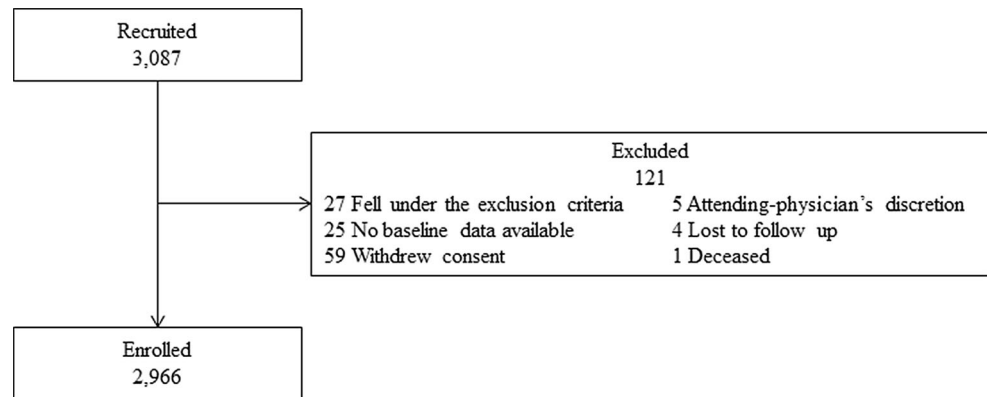 Recruited
3,087
Excluded
121
27 Fell under the exclusion criteria
25 No baseline data available
59 Withdrew consent
5 Attending-physician's discretion
4 Lost to follow up
1 Deceased
Enrolled
2,966